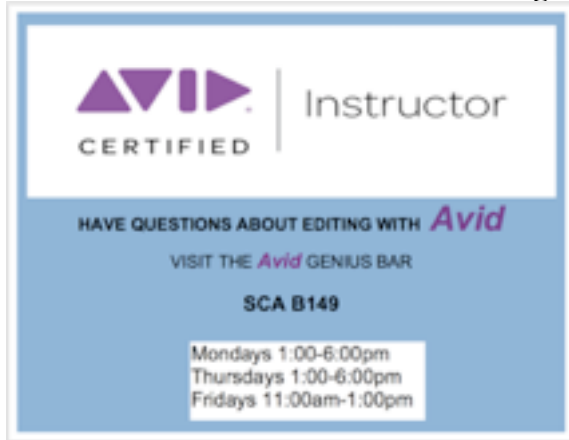 AVID
CERTIFIED
Instructor
HAVE QUESTIONS ABOUT EDITING WITH Avid
VISIT THE Avid GENIUS BAR
SCA B149
Mondays 1:00-6:00pm
Thursdays 1:00-6:00pm
Fridays 11:00am-1:00pm